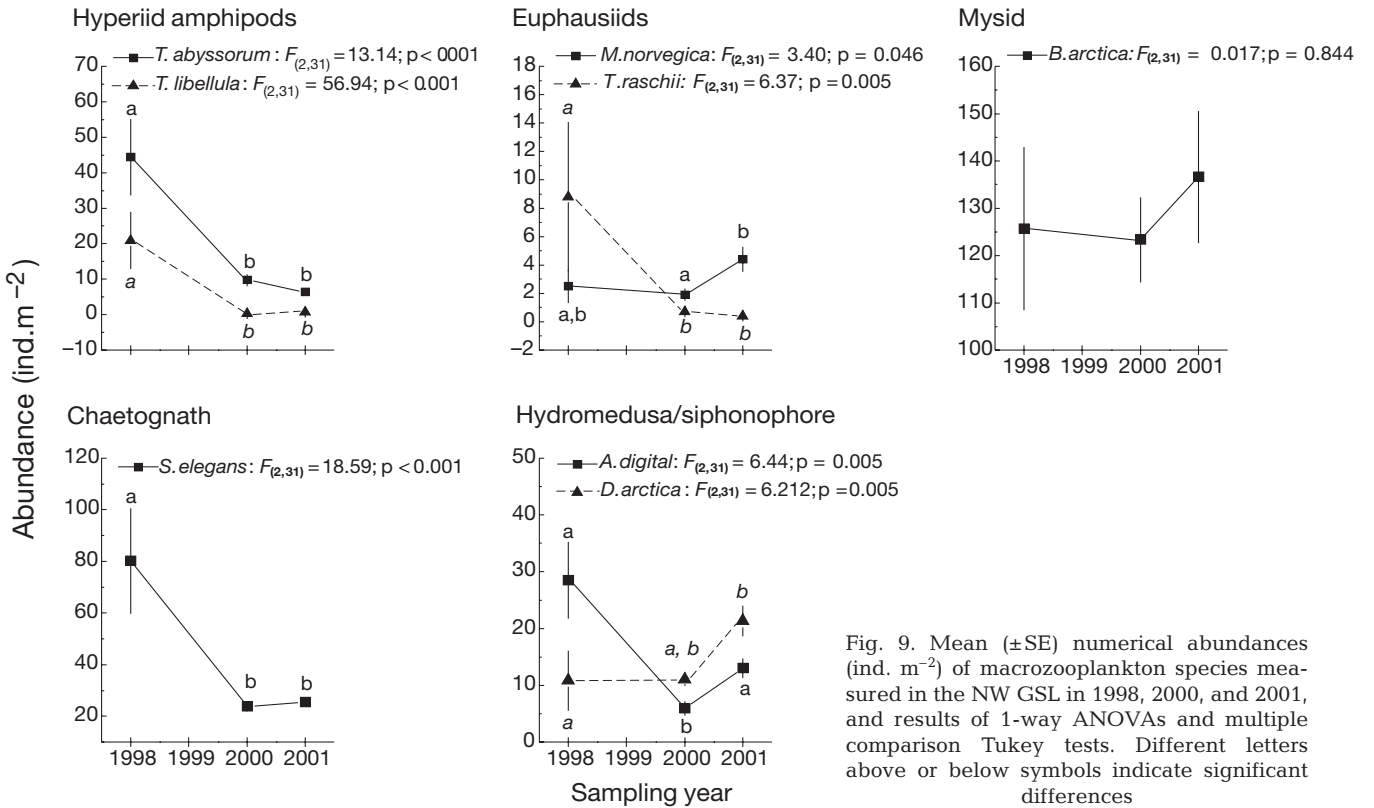 Hyperiid amphipods
T. abyssorum: F(2,31) = 13.14; p< 0001
T. libellula: F(2,31) = 56.94; p< 0.001
70
60
50
40
30
20
10
0
–10
a
a
b
b
b
b
Euphausiids
M.norvegica: F(2,31) = 3.40; p = 0.046
T.raschii: F(2,31) = 6.37; p =0.005
18
16
14
12
10
8
6
4
2
0
–2
a
a,b
a
b
b
b
Mysid
B.arctica: F(2,31) = 0.017; p = 0.844
160
150
140
135
130
125
120
110
100
1998 1999 2000 2001
Abundance (ind.m –2)
Chaetognath
S.elegans: F(2,31) = 18.59; p <0.001
120
100
80
60
40
20
a
b
b
1998 1999 2000 2001
Hydromedusa/siphonophore
A.digital: F(2,31) = 6.44; p = 0.005
D.arctica: F(2,31) = 6.212; p =0.005
50
40
30
20
10
0
a
a
a, b
b
b
a
1998 1999 2000 2001
Sampling year
Fig. 9. Mean (±SE) numerical abundances
(ind. m–2) of macrozooplankton species mea-
sured in the NW GSL in 1998, 2000, and 2001,
and results of 1-way ANOVAs and multiple
comparison Tukey tests. Different letters
above or below symbols indicate significant
differences